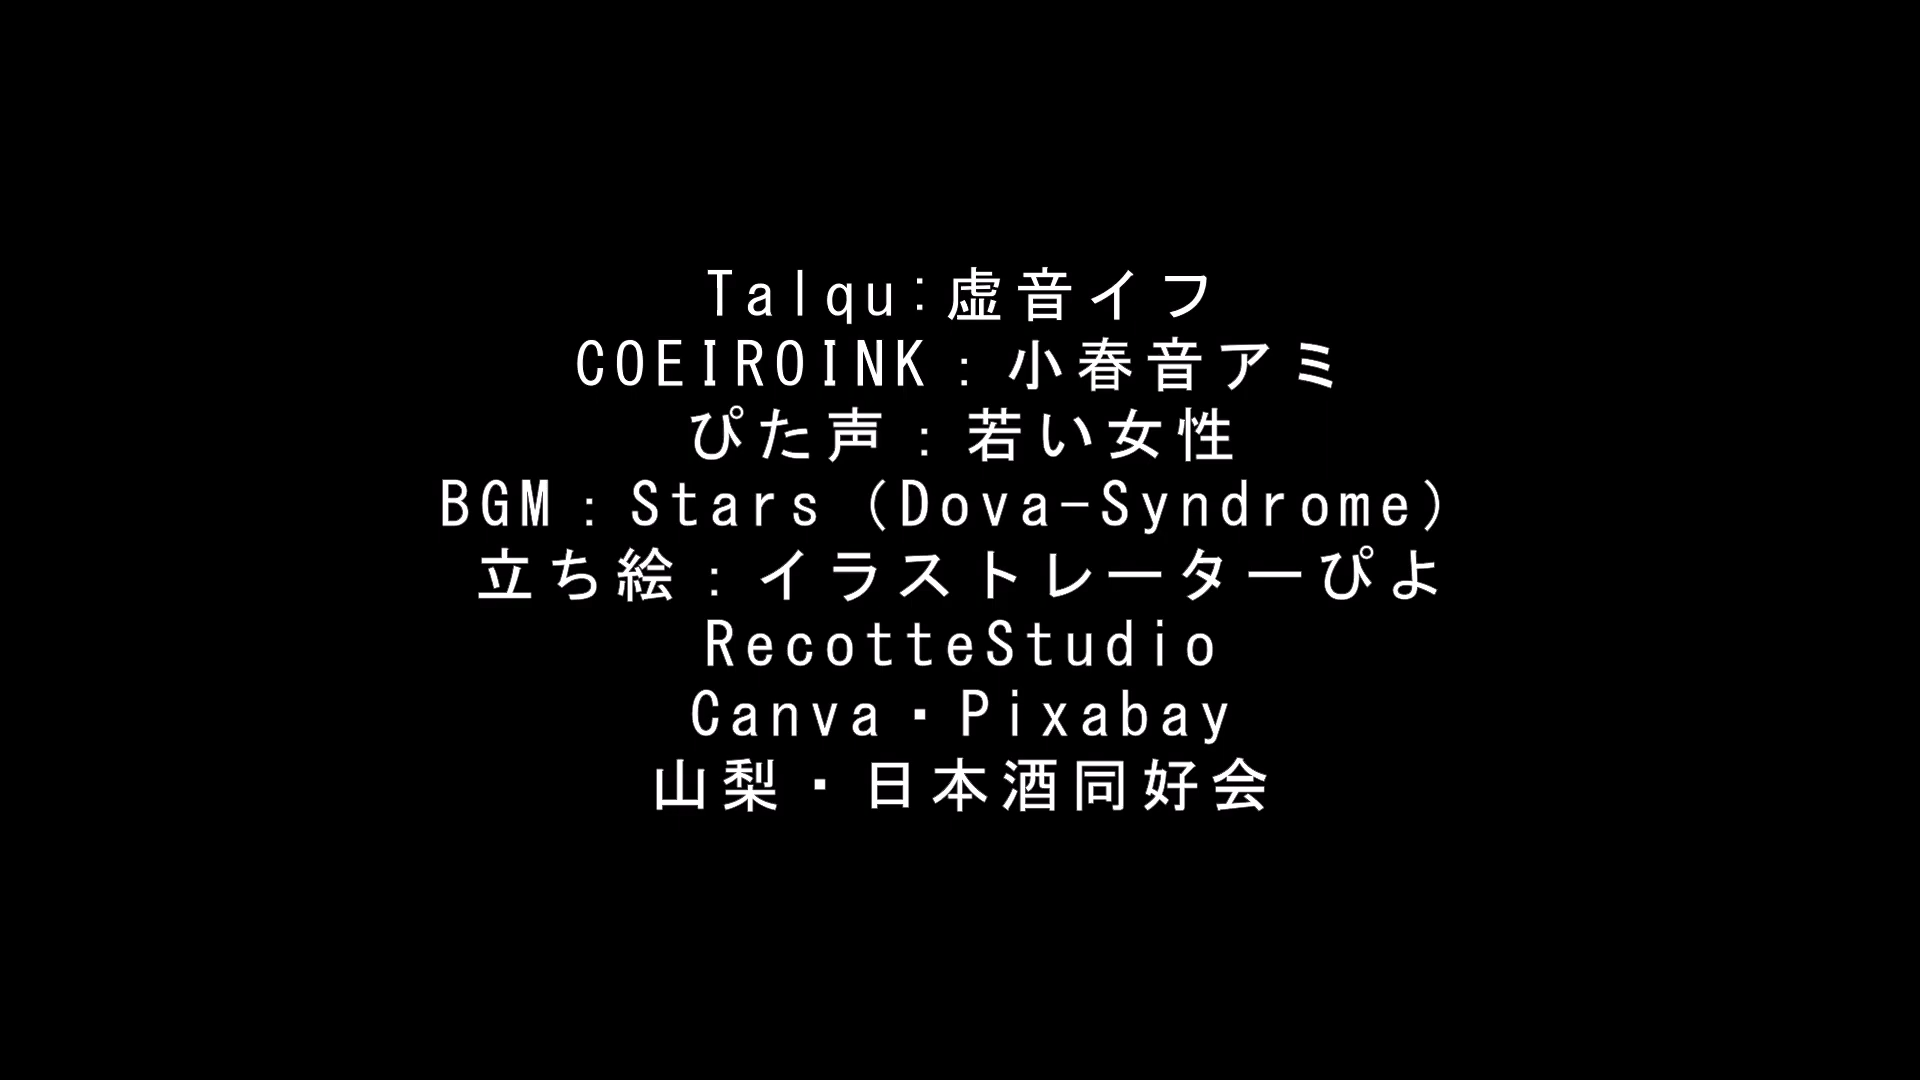 Talqu:虚音イフ
COEIROINK：小春音アミ
ぴた声：若い女性
BGM：Stars (Dova-Syndrome)
立ち絵：イラストレーターぴよ
RecotteStudio
Canva・Pixabay
山梨・日本酒同好会